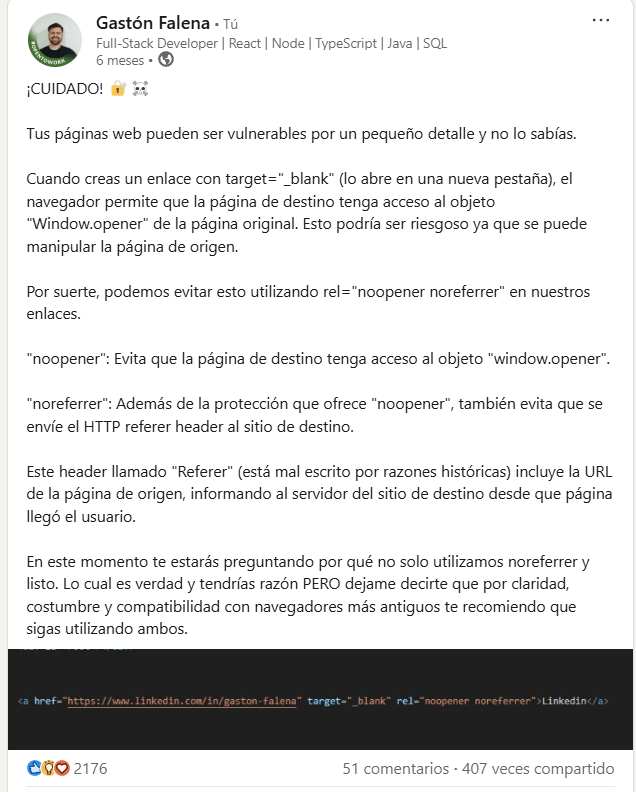 Gastón Falena • Tú
Full-Stack Developer | React | Node | TypeScript | Java | SQL
6 meses •
#OPENTOWORK
¡CUIDADO! 🔐 ☠️
Tus páginas web pueden ser vulnerables por un pequeño detalle y no lo sabías.
Cuando creas un enlace con target="_blank" (lo abre en una nueva pestaña), el
navegador permite que la página de destino tenga acceso al objeto
"Window.opener" de la página original. Esto podría ser riesgoso ya que se puede
manipular la página de origen.
Por suerte, podemos evitar esto utilizando rel="noopener noreferrer" en nuestros
enlaces.
"noopener": Evita que la página de destino tenga acceso al objeto "window.opener".
"noreferrer": Además de la protección que ofrece "noopener", también evita que se
envíe el HTTP referer header al sitio de destino.
Este header llamado "Referer" (está mal escrito por razones históricas) incluye la URL
de la página de origen, informando al servidor del sitio de destino desde que página
llegó el usuario.
En este momento te estarás preguntando por qué no solo utilizamos noreferrer y
listo. Lo cual es verdad y tendrías razón PERO dejame decirte que por claridad,
costumbre y compatibilidad con navegadores más antiguos te recomiendo que
sigas utilizando ambos.
<a href="https://www.linkedin.com/in/gaston-falena" target="_blank" rel="noopener noreferrer">Linkedin</a>
2176
51 comentarios • 407 veces compartido